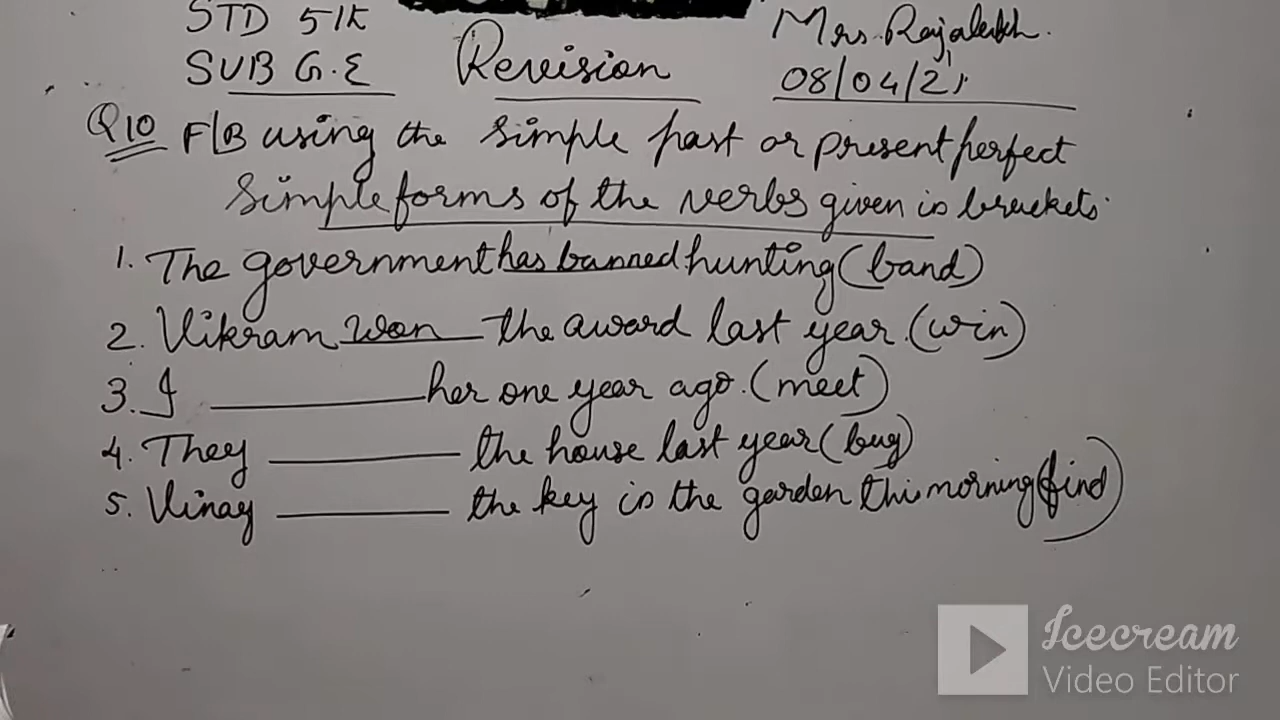 STD 5th
SUB G.E
Revision
Mrs. Rajalekh.
08/04/21
Q10 F/B using the simple past or present perfect
simple forms of the verbs given in brackets.
1. The government has banned hunting (band)
2. Vikram won the award last year. (win)
3. I ________ her one year ago. (meet)
4. They ________ the house last year (buy)
5. Vinay ________ the key in the garden this morning (find)
Icecream
Video Editor